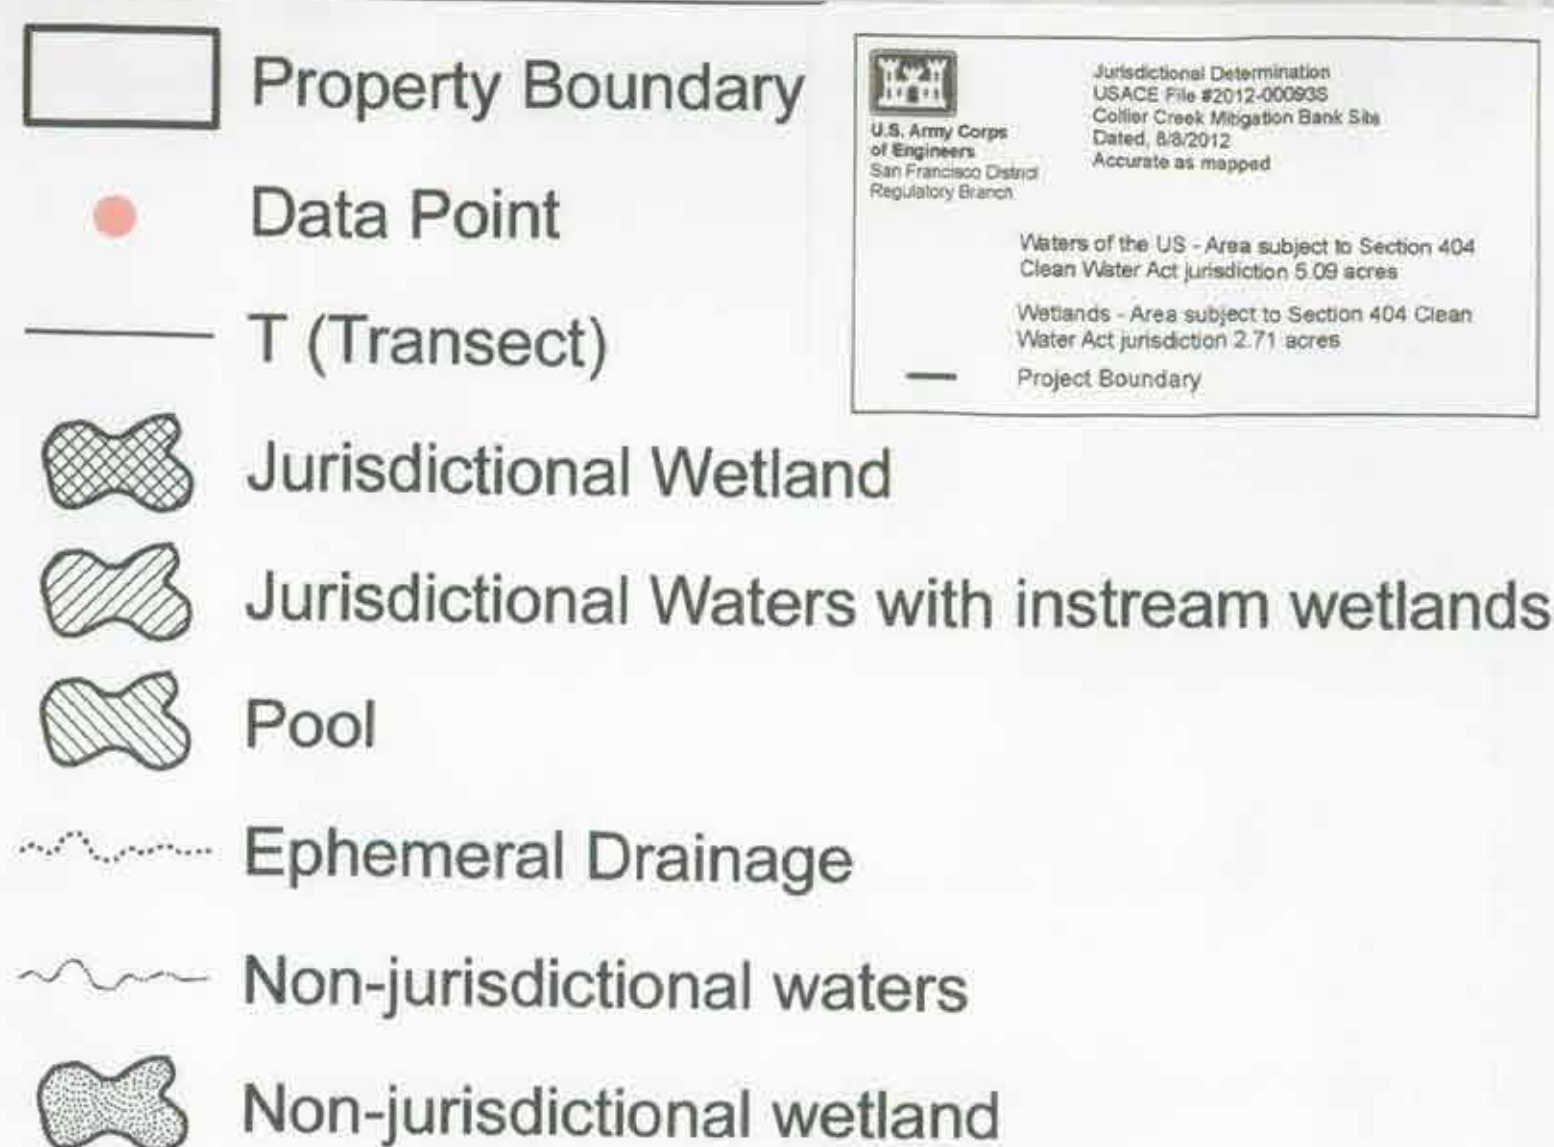 Property Boundary
Data Point
T (Transect)
Jurisdictional Wetland
Jurisdictional Waters with instream wetlands
Pool
Ephemeral Drainage
Non-jurisdictional waters
Non-jurisdictional wetland
U.S. Army Corps
of Engineers
San Francisco District
Regulatory Branch
Jurisdictional Determination
USACE File #2012-00093S
Collier Creek Mitigation Bank Site
Dated, 8/8/2012
Accurate as mapped
Waters of the US - Area subject to Section 404
Clean Water Act jurisdiction 5.09 acres
Wetlands - Area subject to Section 404 Clean
Water Act jurisdiction 2.71 acres
Project Boundary